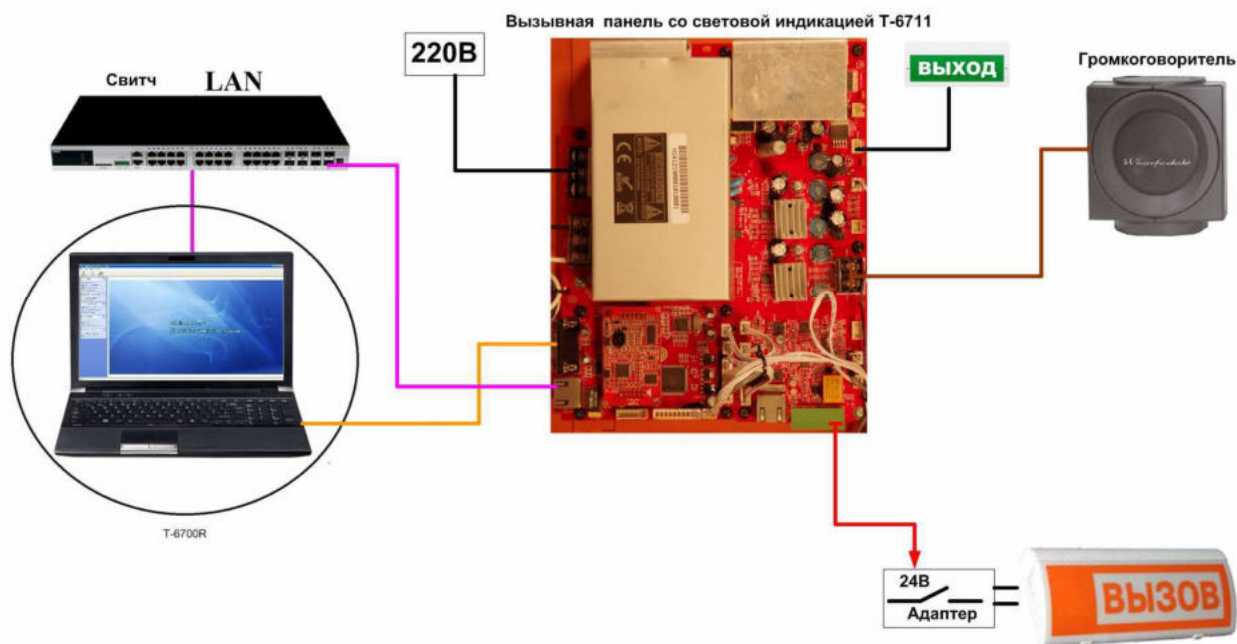 Вызывная панель со световой индикацией Т-6711
220В
ВЫХОД
Громкоговоритель
Свитч LAN
T-6700R
24В
Адаптер
ВЫЗОВ